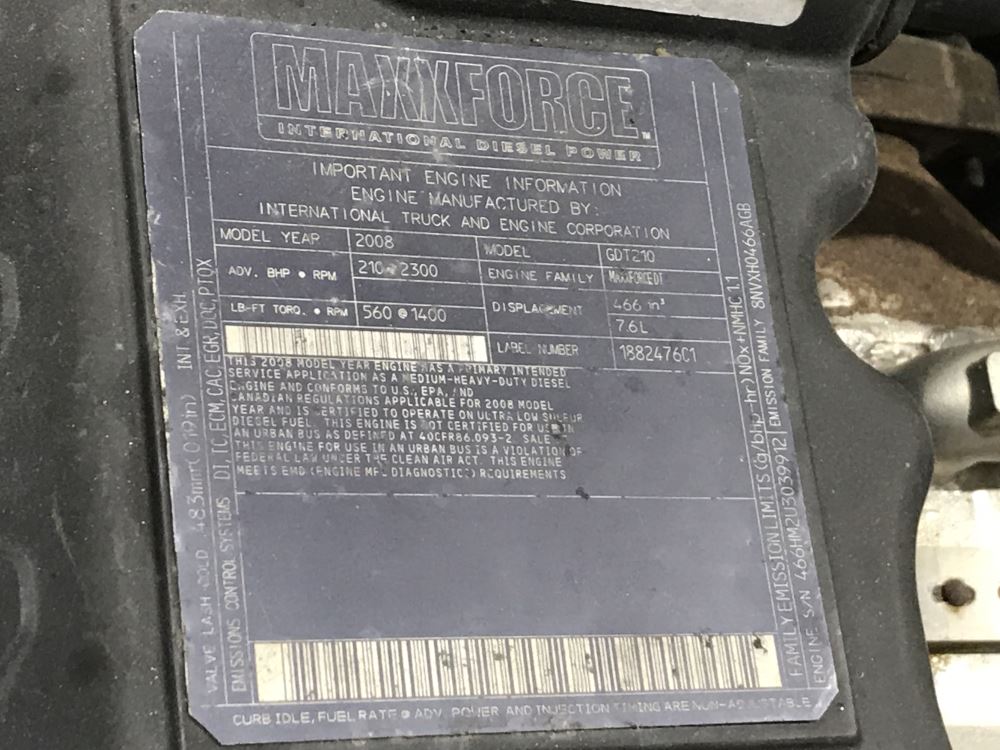 MAXXFORCE™
INTERNATIONAL DIESEL POWER
IMPORTANT ENGINE INFORMATION
ENGINE MANUFACTURED BY:
INTERNATIONAL TRUCK AND ENGINE CORPORATION
MODEL YEAR 2008 MODEL GDT210
ADV. BHP • RPM 210 2300 ENGINE FAMILY MAXXFORCEDT
LB-FT TORQ. • RPM 560 @ 1400 DISPLACEMENT 466 in³
7.6L
LABEL NUMBER 1882476C1
THIS 2008 MODEL YEAR ENGINE HAS A PRIMARY INTENDED
SERVICE APPLICATION AS A MEDIUM-HEAVY-DUTY DIESEL
ENGINE AND CONFORMS TO U.S., EPA, AND
CANADIAN REGULATIONS APPLICABLE FOR 2008 MODEL
YEAR AND IS CERTIFIED TO OPERATE ON ULTRA LOW SULFUR
DIESEL FUEL. THIS ENGINE IS NOT CERTIFIED FOR USE IN
AN URBAN BUS AS DEFINED AT 40CFR86.093-2. SALE OF
THIS ENGINE FOR USE IN AN URBAN BUS IS A VIOLATION OF
FEDERAL LAW UNDER THE CLEAN AIR ACT. THIS ENGINE
MEETS EMD (ENGINE MFL DIAGNOSTICS) REQUIREMENTS
VALVE LASH COLD .483mm (.019in) INT & EXH.
EMISSIONS CONTROL SYSTEMS DI, TC, ECM, CAC, EGR, DOC, PTOX
FAMILY EMISSION LIMITS (g/bhp-hr) NOx+NMHC 1.1
ENGINE S/N 466HM2U3039912 EMISSION FAMILY 8NVXH0466AGB
CURB IDLE, FUEL RATE @ ADV. POWER AND INJECTION TIMING ARE NON-ADJUSTABLE